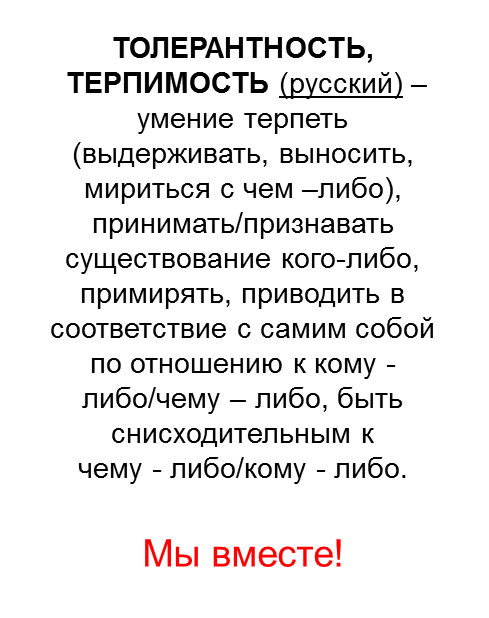 ТОЛЕРАНТНОСТЬ,
ТЕРПИМОСТЬ (русский) –
умение терпеть
(выдерживать, выносить,
мириться с чем –либо),
принимать/признавать
существование кого-либо,
примирять, приводить в
соответствие с самим собой
по отношению к кому -
либо/чему – либо, быть
снисходительным к
чему - либо/кому - либо.
Мы вместе!